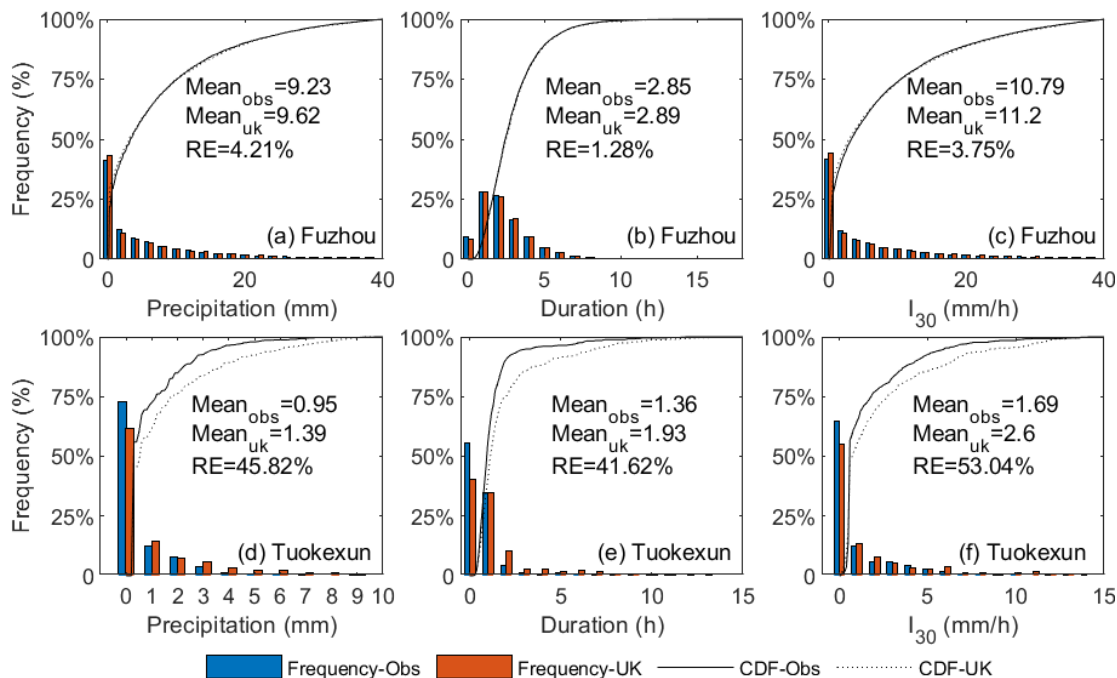 Frequency (%)
100%
75%
50%
25%
0
Mean_obs=9.23
Mean_uk=9.62
RE=4.21%
(a) Fuzhou
0 20 40
Precipitation (mm)
100%
75%
50%
25%
0
Mean_obs=2.85
Mean_uk=2.89
RE=1.28%
(b) Fuzhou
0 5 10 15
Duration (h)
100%
75%
50%
25%
0
Mean_obs=10.79
Mean_uk=11.2
RE=3.75%
(c) Fuzhou
0 20 40
I_30 (mm/h)
Frequency (%)
100%
75%
50%
25%
0
Mean_obs=0.95
Mean_uk=1.39
RE=45.82%
(d) Tuokexun
0 1 2 3 4 5 6 7 8 9 10
Precipitation (mm)
100%
75%
50%
25%
0
Mean_obs=1.36
Mean_uk=1.93
RE=41.62%
(e) Tuokexun
0 5 10 15
Duration (h)
100%
75%
50%
25%
0
Mean_obs=1.69
Mean_uk=2.6
RE=53.04%
(f) Tuokexun
0 5 10 15
I_30 (mm/h)
Frequency-Obs Frequency-UK CDF-Obs CDF-UK